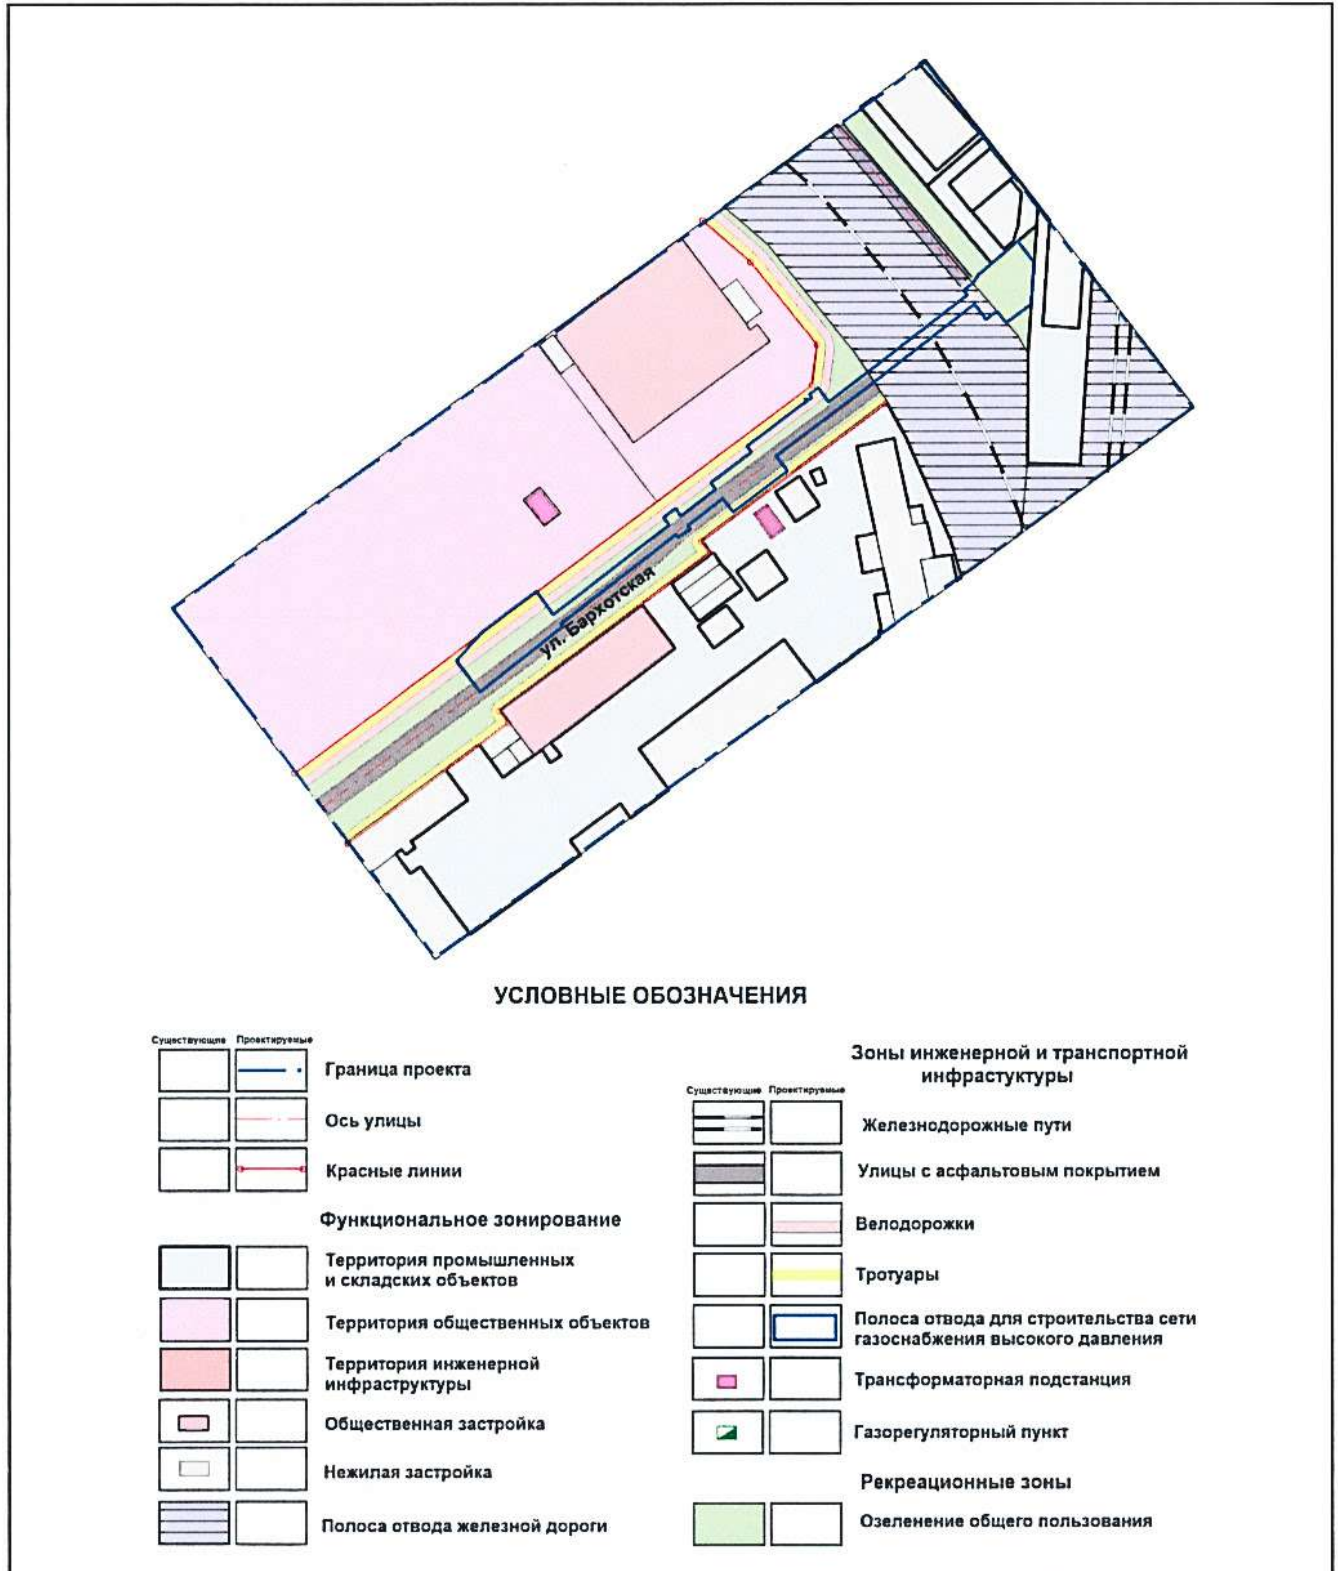 ул. Бархотская
УСЛОВНЫЕ ОБОЗНАЧЕНИЯ
Существующие Проектируемые
Граница проекта
Ось улицы
Красные линии
Функциональное зонирование
Территория промышленных
и складских объектов
Территория общественных объектов
Территория инженерной
инфраструктуры
Общественная застройка
Нежилая застройка
Полоса отвода железной дороги
Зоны инженерной и транспортной
инфрастуктуры
Существующие Проектируемые
Железнодорожные пути
Улицы с асфальтовым покрытием
Велодорожки
Тротуары
Полоса отвода для строительства сети
газоснабжения высокого давления
Трансформаторная подстанция
Газорегуляторный пункт
Рекреационные зоны
Озеленение общего пользования